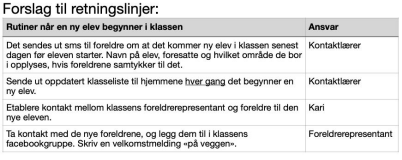 Forslag til retningslinjer:
Rutiner når en ny elev begynner i klassen Ansvar
Det sendes ut sms til foreldre om at det kommer ny elev i klassen senest Kontaktlærer
dagen før eleven starter. Navn på elev, foresatte og hvilket område de bor
i opplyses, hvis foreldrene samtykker til det.
Sende ut oppdatert klasseliste til hjemmene hver gang det begynner en Kontaktlærer
ny elev.
Etablere kontakt mellom klassens foreldrerepresentant og foreldre til den Kari
nye eleven.
Ta kontakt med de nye foreldrene, og legg dem til i klassens Foreldrerepresentant
facebookgruppe. Skriv en velkomstmelding «på veggen».